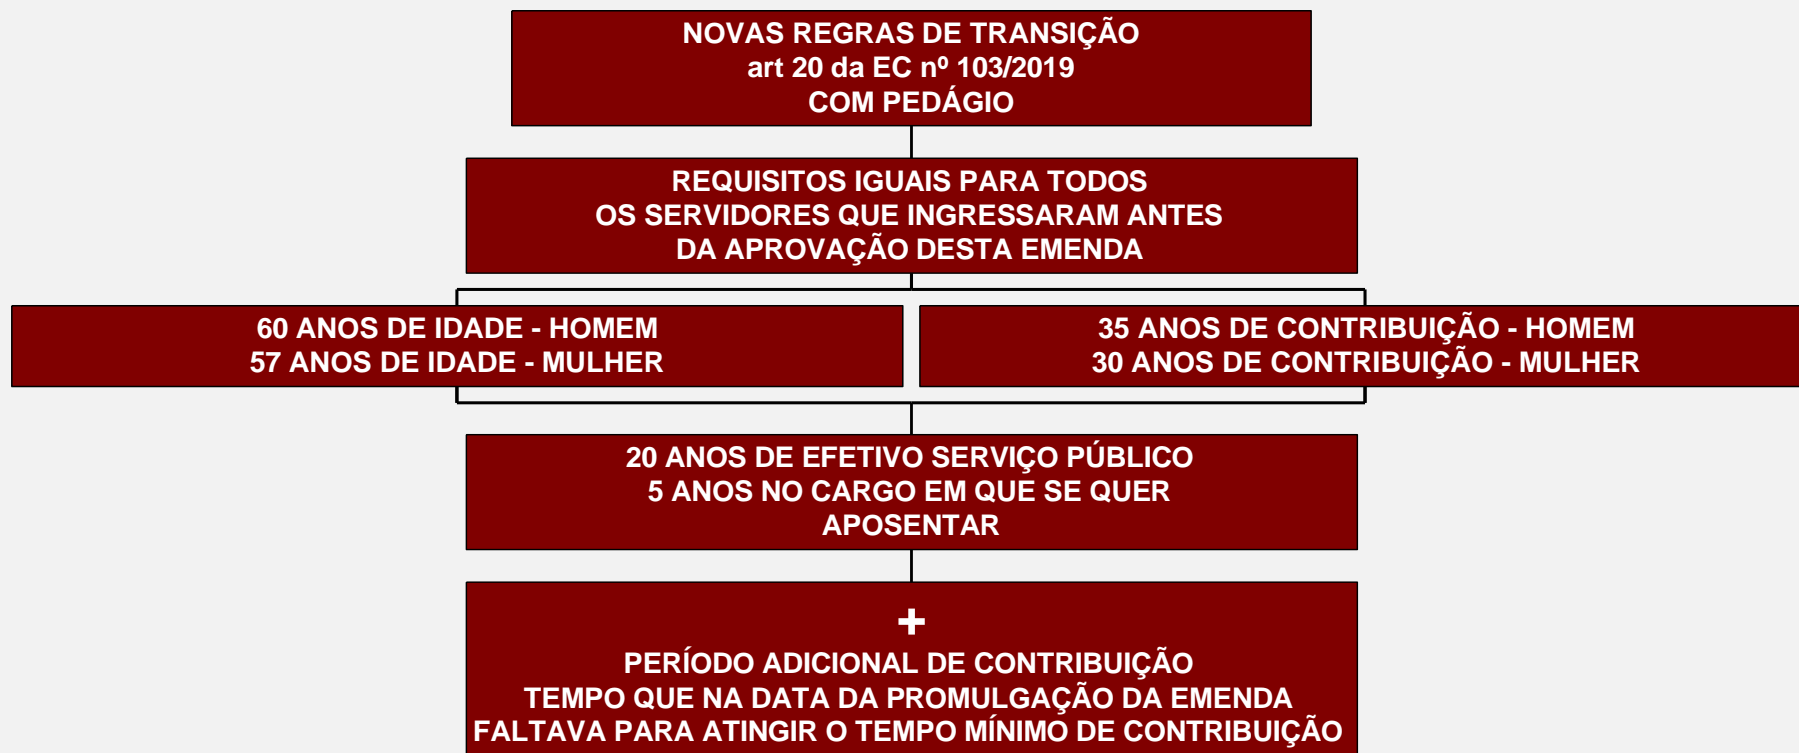 NOVAS REGRAS DE TRANSIÇÃO
art 20 da EC nº 103/2019
COM PEDÁGIO
REQUISITOS IGUAIS PARA TODOS
OS SERVIDORES QUE INGRESSARAM ANTES
DA APROVAÇÃO DESTA EMENDA
60 ANOS DE IDADE - HOMEM
57 ANOS DE IDADE - MULHER
35 ANOS DE CONTRIBUIÇÃO - HOMEM
30 ANOS DE CONTRIBUIÇÃO - MULHER
20 ANOS DE EFETIVO SERVIÇO PÚBLICO
5 ANOS NO CARGO EM QUE SE QUER
APOSENTAR
+
PERÍODO ADICIONAL DE CONTRIBUIÇÃO
TEMPO QUE NA DATA DA PROMULGAÇÃO DA EMENDA
FALTAVA PARA ATINGIR O TEMPO MÍNIMO DE CONTRIBUIÇÃO